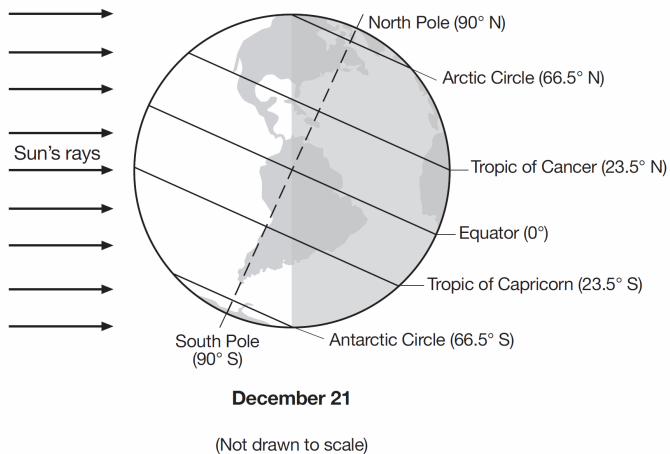 North Pole (90° N)
Arctic Circle (66.5° N)
Sun's rays
Tropic of Cancer (23.5° N)
Equator (0°)
Tropic of Capricorn (23.5° S)
South Pole
(90° S)
Antarctic Circle (66.5° S)
December 21
(Not drawn to scale)